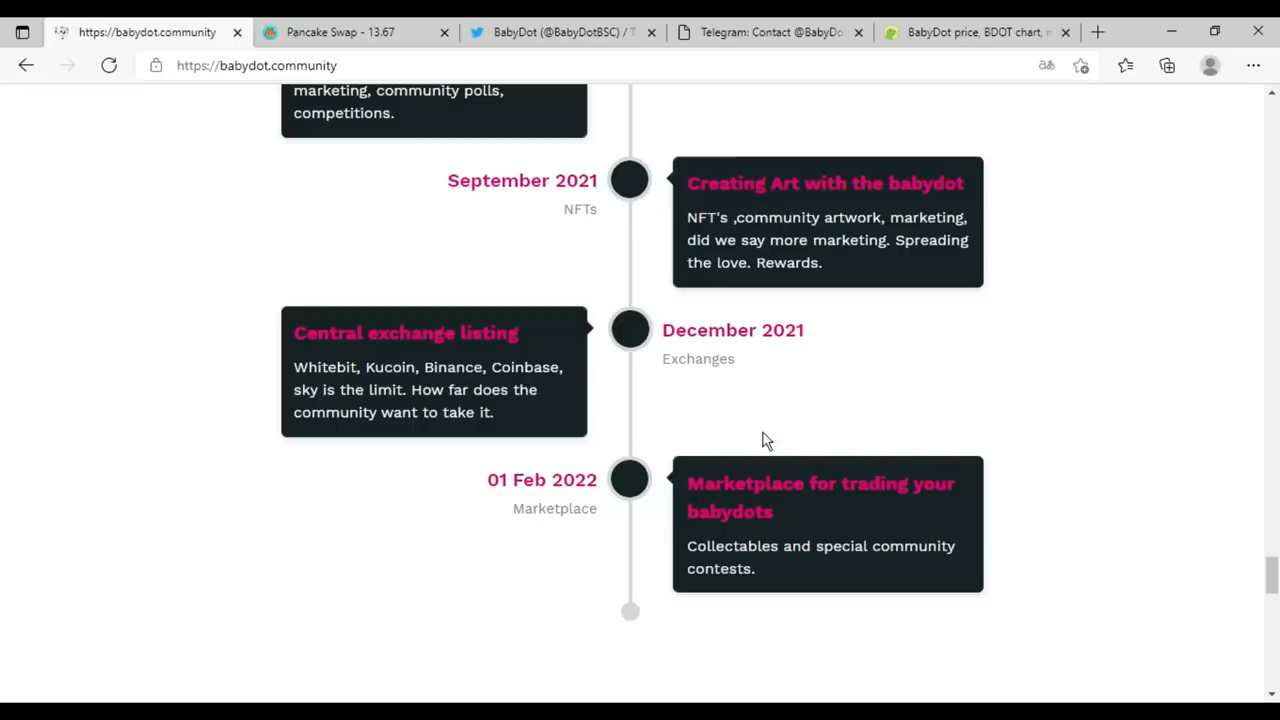 https://babydot.community
Pancake Swap - 13.67
BabyDot (@BabyDotBSC) / T
Telegram: Contact @BabyDo
BabyDot price, BDOT chart,
https://babydot.community
marketing, community polls,
competitions.
September 2021
NFTs
Creating Art with the babydot
NFT's ,community artwork, marketing,
did we say more marketing. Spreading
the love. Rewards.
Central exchange listing
Whitebit, Kucoin, Binance, Coinbase,
sky is the limit. How far does the
community want to take it.
December 2021
Exchanges
01 Feb 2022
Marketplace
Marketplace for trading your
babydots
Collectables and special community
contests.